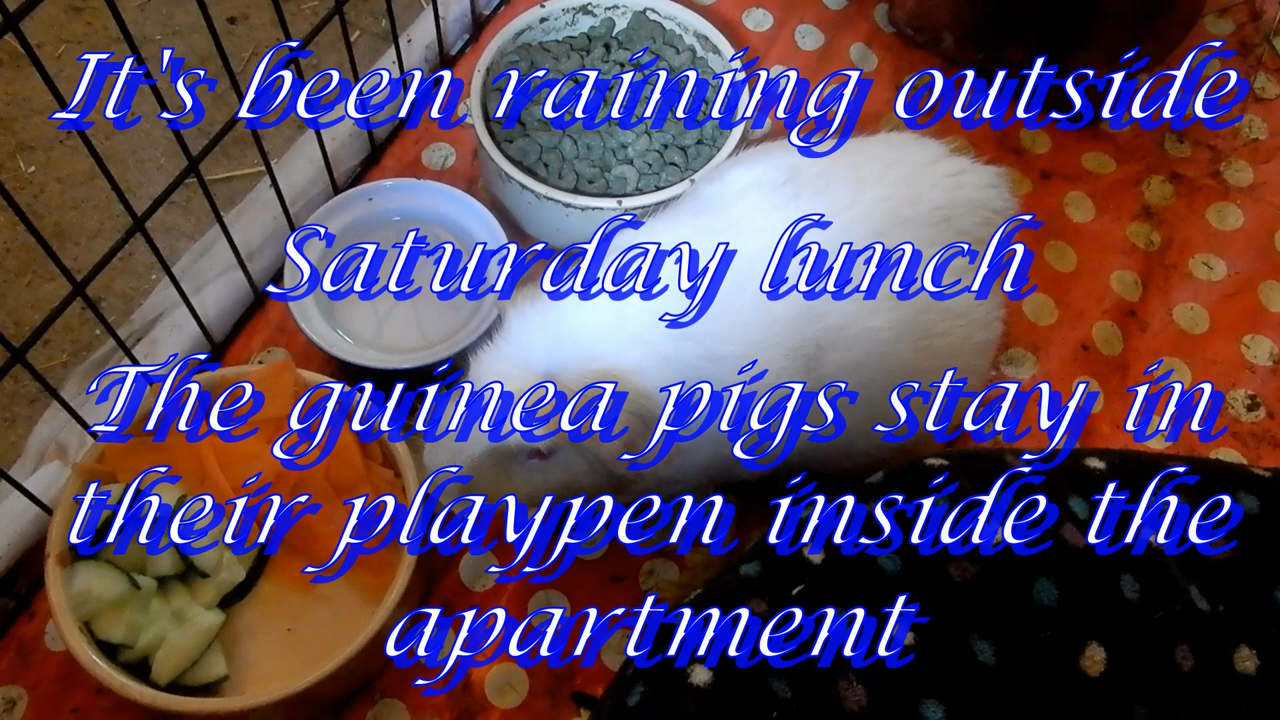 It's been raining outside
Saturday lunch
The guinea pigs stay in
their playpen inside the
apartment